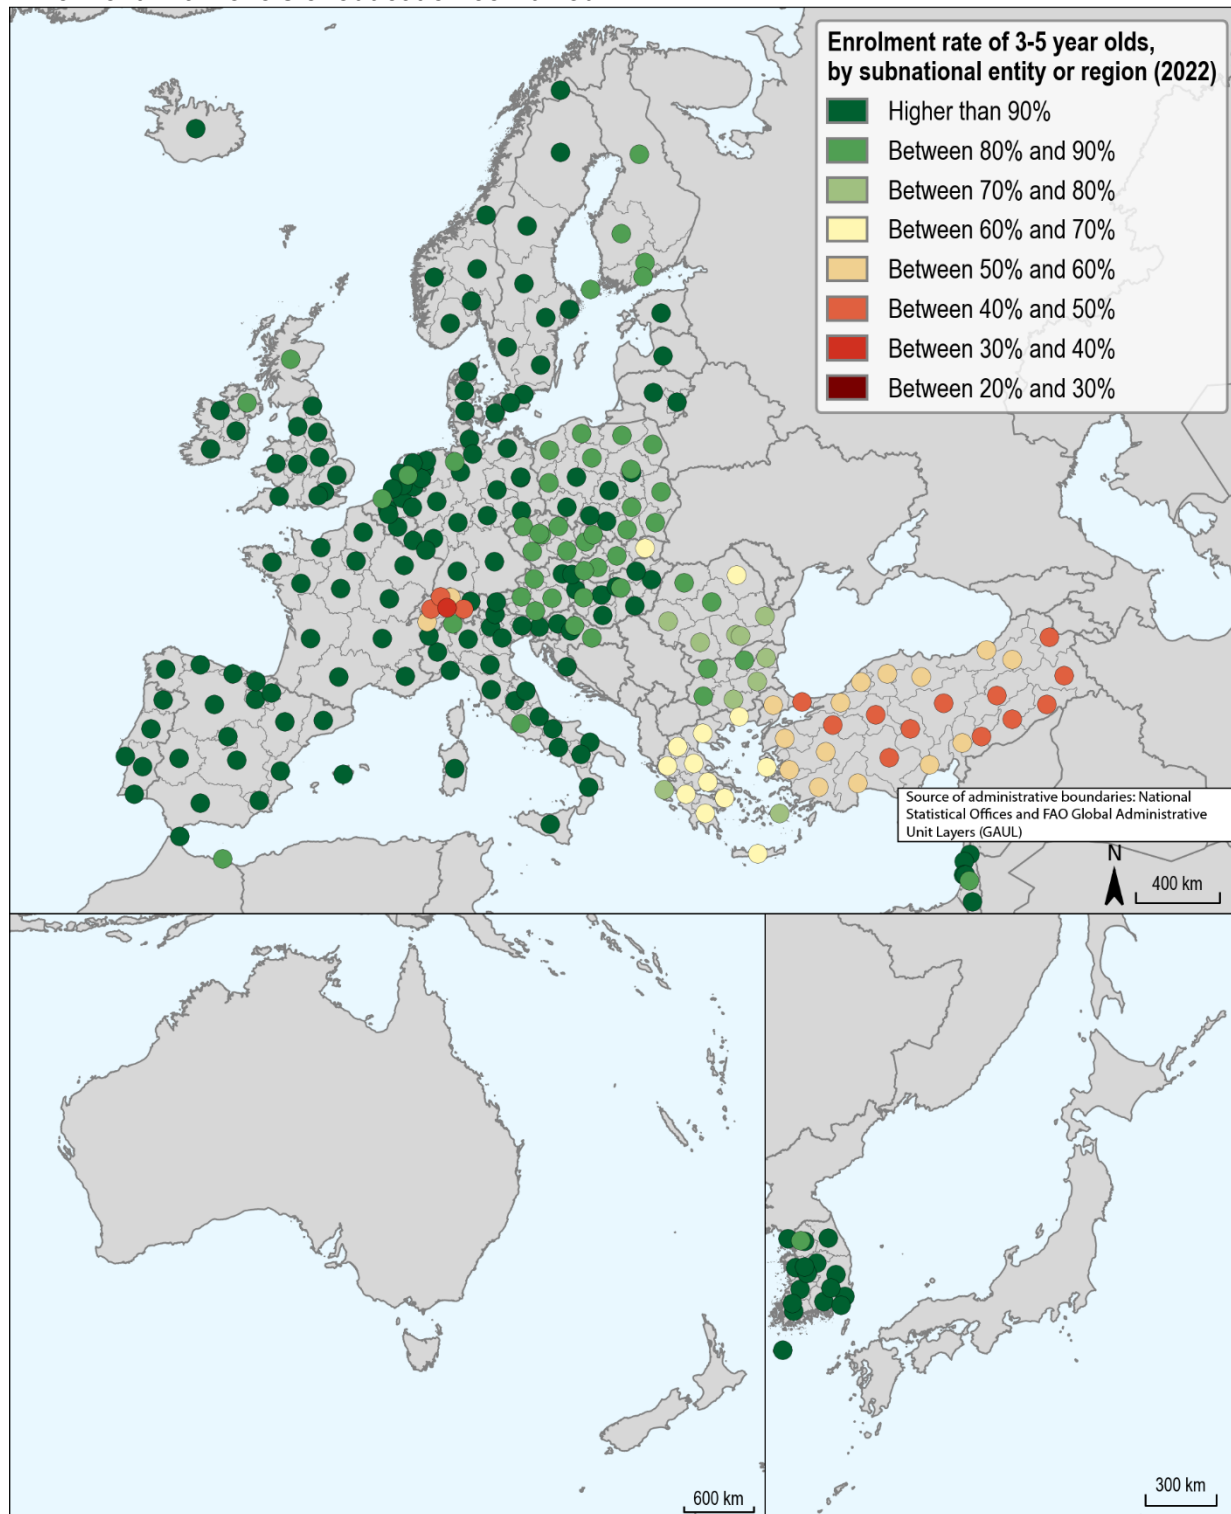 Enrolment rate of 3-5 year olds,
by subnational entity or region (2022)
Higher than 90%
Between 80% and 90%
Between 70% and 80%
Between 60% and 70%
Between 50% and 60%
Between 40% and 50%
Between 30% and 40%
Between 20% and 30%
Source of administrative boundaries: National
Statistical Offices and FAO Global Administrative
Unit Layers (GAUL)
N
400 km
600 km
300 km